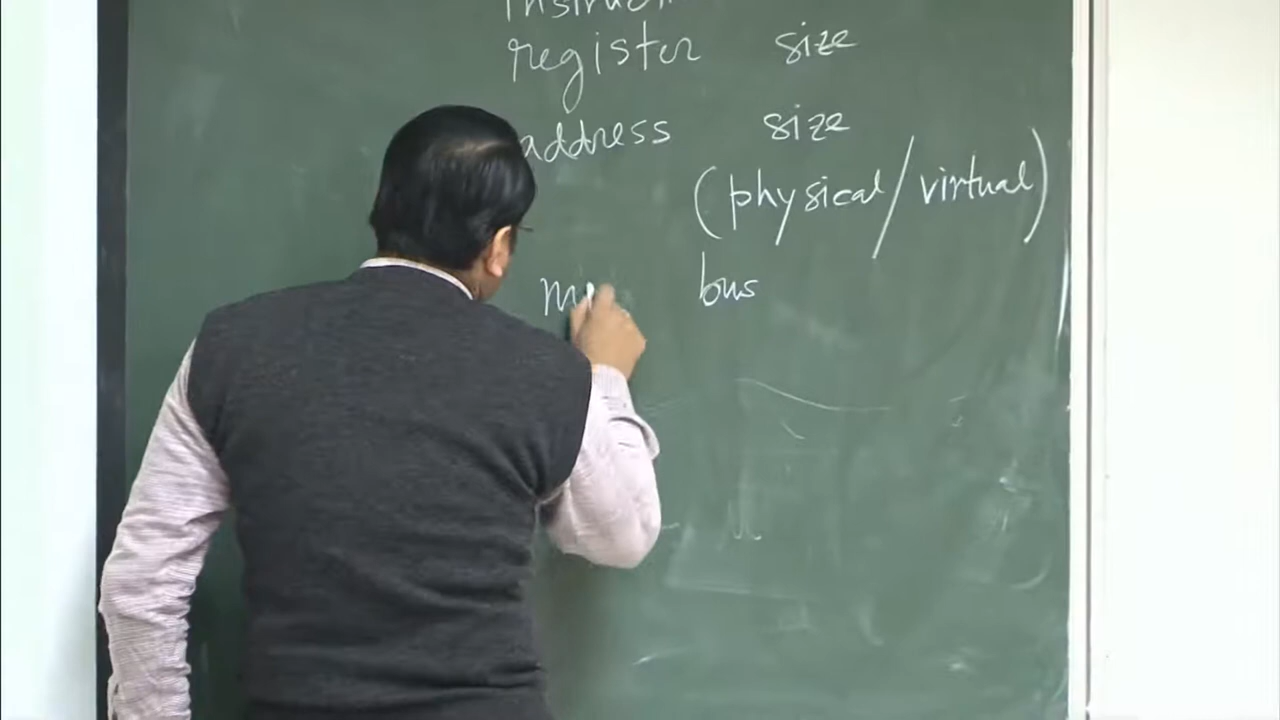 register size
address size
(physical/virtual)
bus